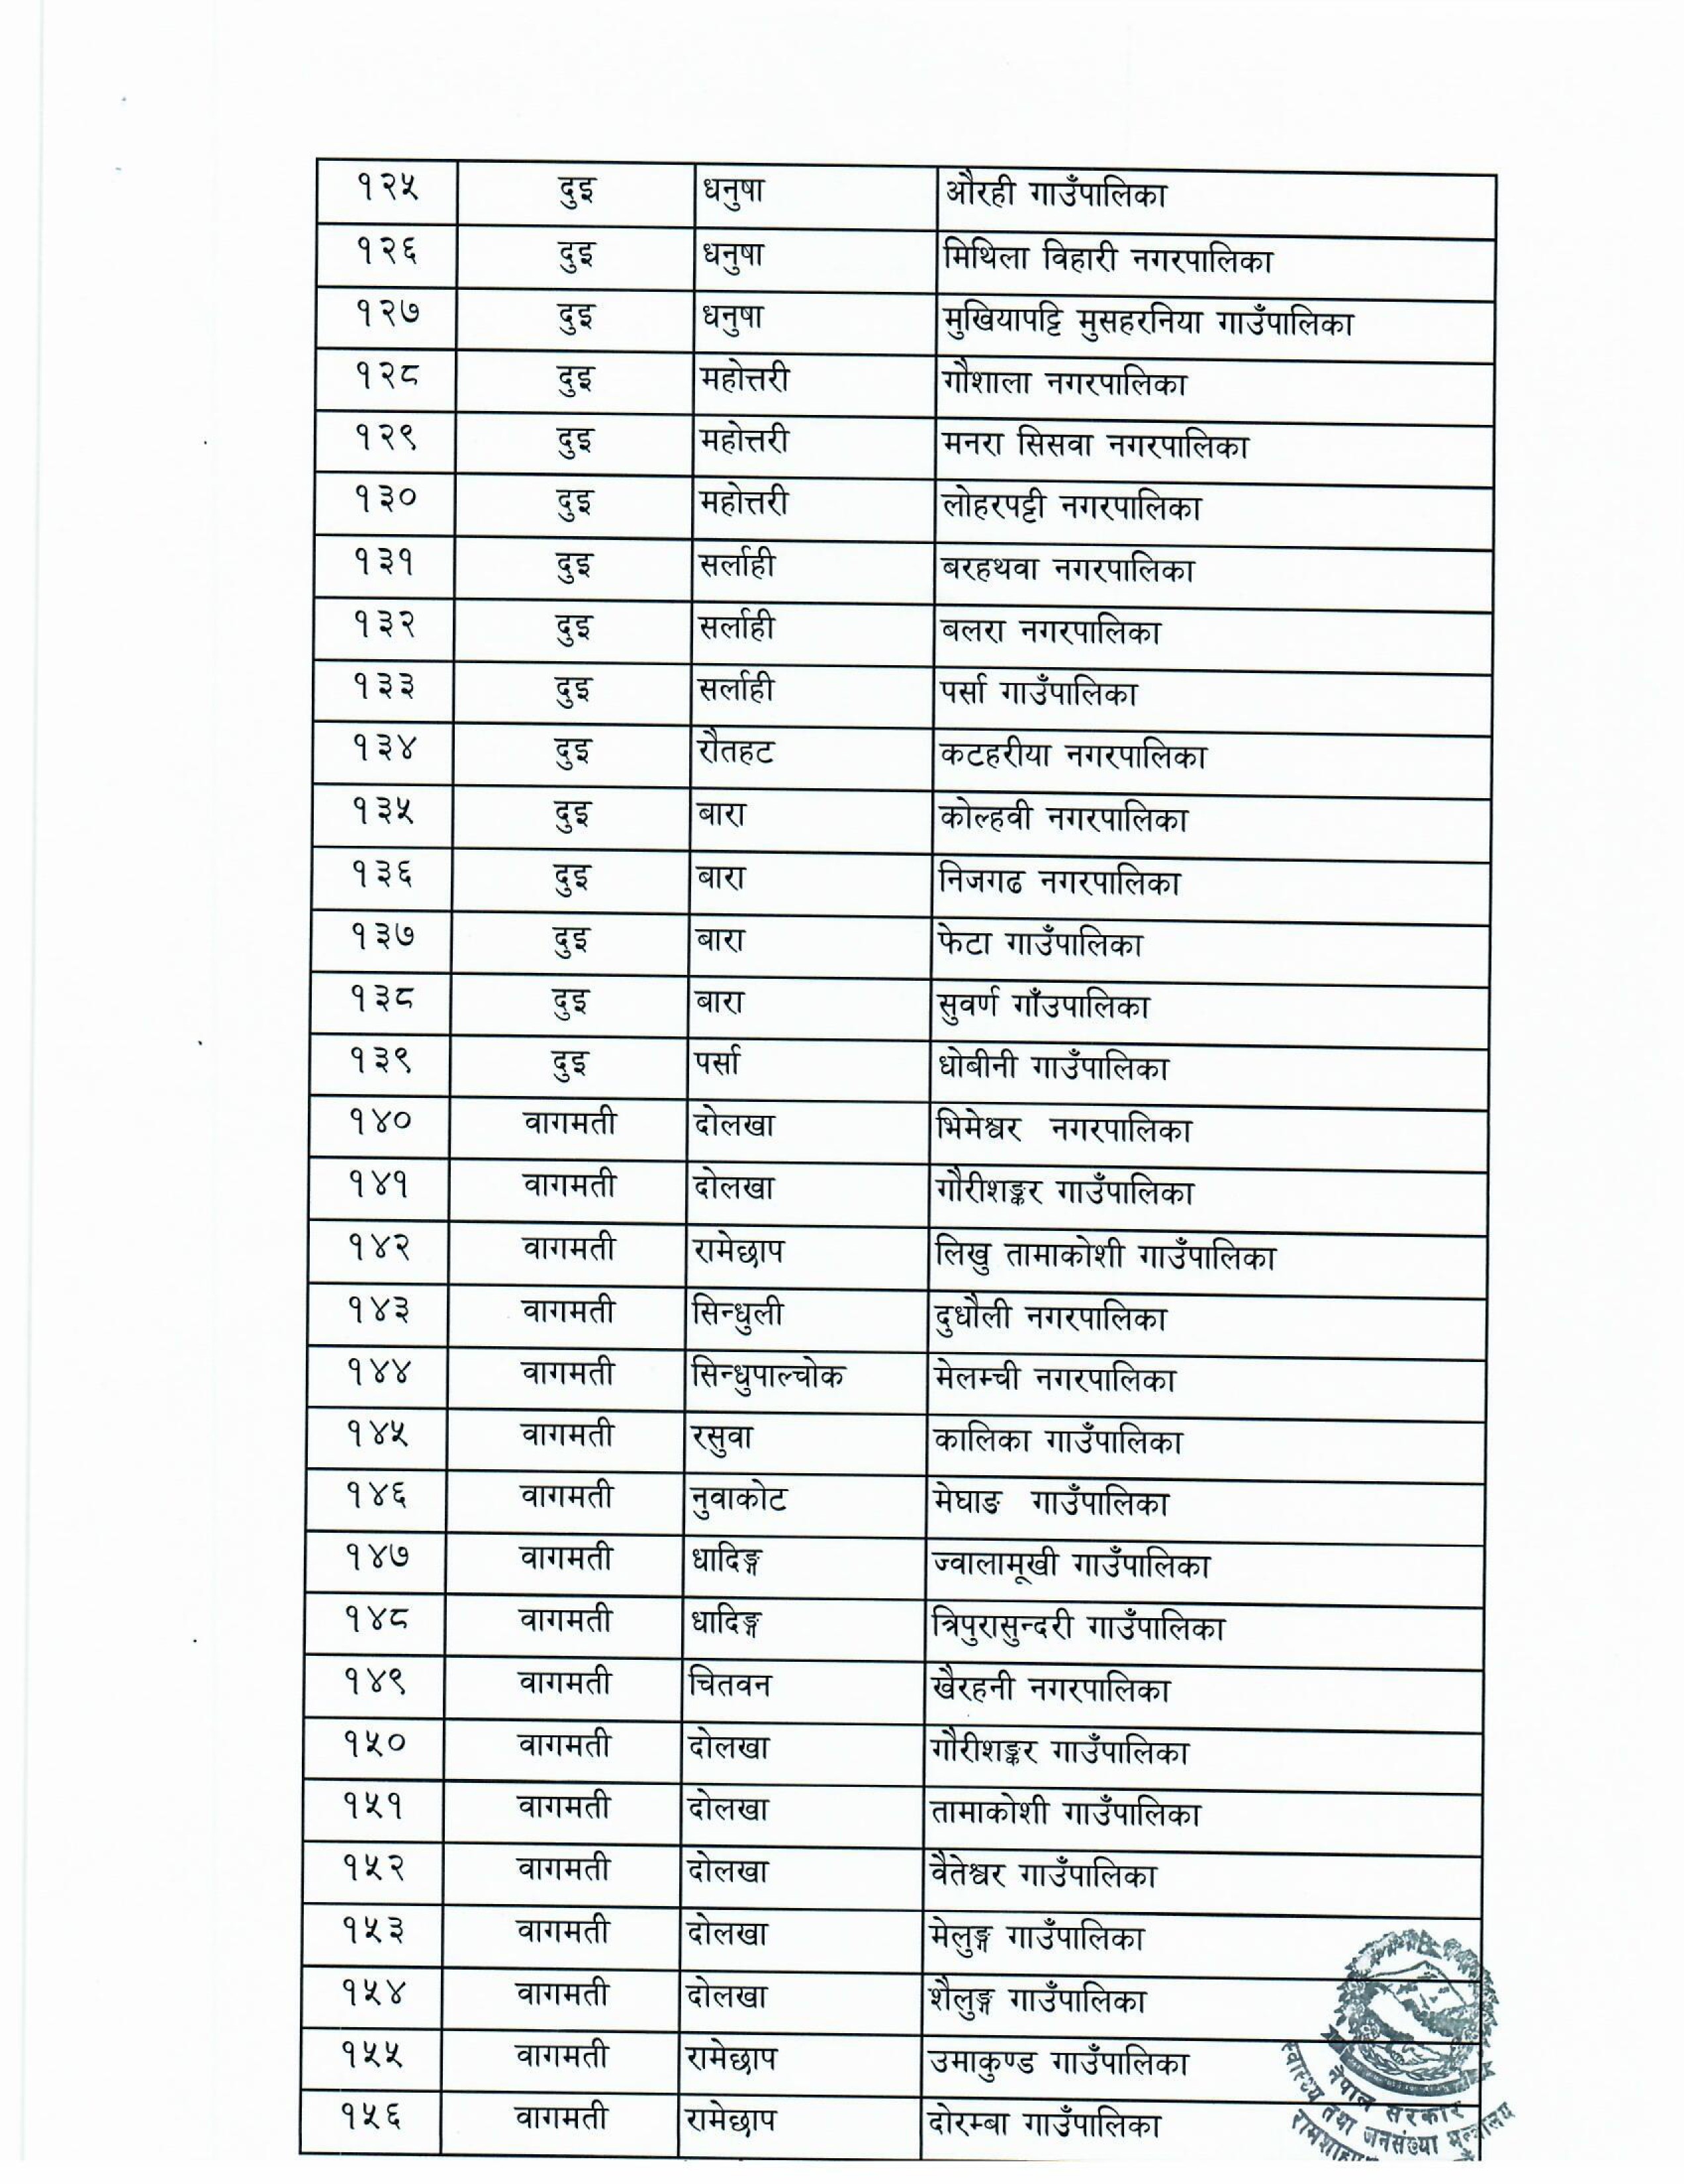 १२५ दुइ धनुषा औरही गाउँपालिका
१२६ दुइ धनुषा मिथिला विहारी नगरपालिका
१२७ दुइ धनुषा मुखियापट्टि मुसहरनिया गाउँपालिका
१२८ दुइ महोत्तरी गौशाला नगरपालिका
१२९ दुइ महोत्तरी मनरा सिसवा नगरपालिका
१३० दुइ महोत्तरी लोहरपट्टी नगरपालिका
१३१ दुइ सर्लाही बरहथवा नगरपालिका
१३२ दुइ सर्लाही बलरा नगरपालिका
१३३ दुइ सर्लाही पर्सा गाउँपालिका
१३४ दुइ रौतहट कटहरीया नगरपालिका
१३५ दुइ बारा कोल्हवी नगरपालिका
१३६ दुइ बारा निजगढ नगरपालिका
१३७ दुइ बारा फेटा गाउँपालिका
१३८ दुइ बारा सुवर्ण गाँउपालिका
१३९ दुइ पर्सा धोबीनी गाउँपालिका
१४० वागमती दोलखा भिमेश्वर नगरपालिका
१४१ वागमती दोलखा गौरीशङ्कर गाउँपालिका
१४२ वागमती रामेछाप लिखु तामाकोशी गाउँपालिका
१४३ वागमती सिन्धुली दुधौली नगरपालिका
१४४ वागमती सिन्धुपाल्चोक मेलम्ची नगरपालिका
१४५ वागमती रसुवा कालिका गाउँपालिका
१४६ वागमती नुवाकोट मेघाङ गाउँपालिका
१४७ वागमती धादिङ्ग ज्वालामूखी गाउँपालिका
१४८ वागमती धादिङ्ग त्रिपुरासुन्दरी गाउँपालिका
१४९ वागमती चितवन खैरहनी नगरपालिका
१५० वागमती दोलखा गौरीशङ्कर गाउँपालिका
१५१ वागमती दोलखा तामाकोशी गाउँपालिका
१५२ वागमती दोलखा वैतेश्वर गाउँपालिका
१५३ वागमती दोलखा मेलुङ्ग गाउँपालिका
१५४ वागमती दोलखा शैलुङ्ग गाउँपालिका
१५५ वागमती रामेछाप उमाकुण्ड गाउँपालिका
१५६ वागमती रामेछाप दोरम्बा गाउँपालिका
नेपाल सरकार
स्वास्थ्य तथा जनसंख्या मन्त्रालय